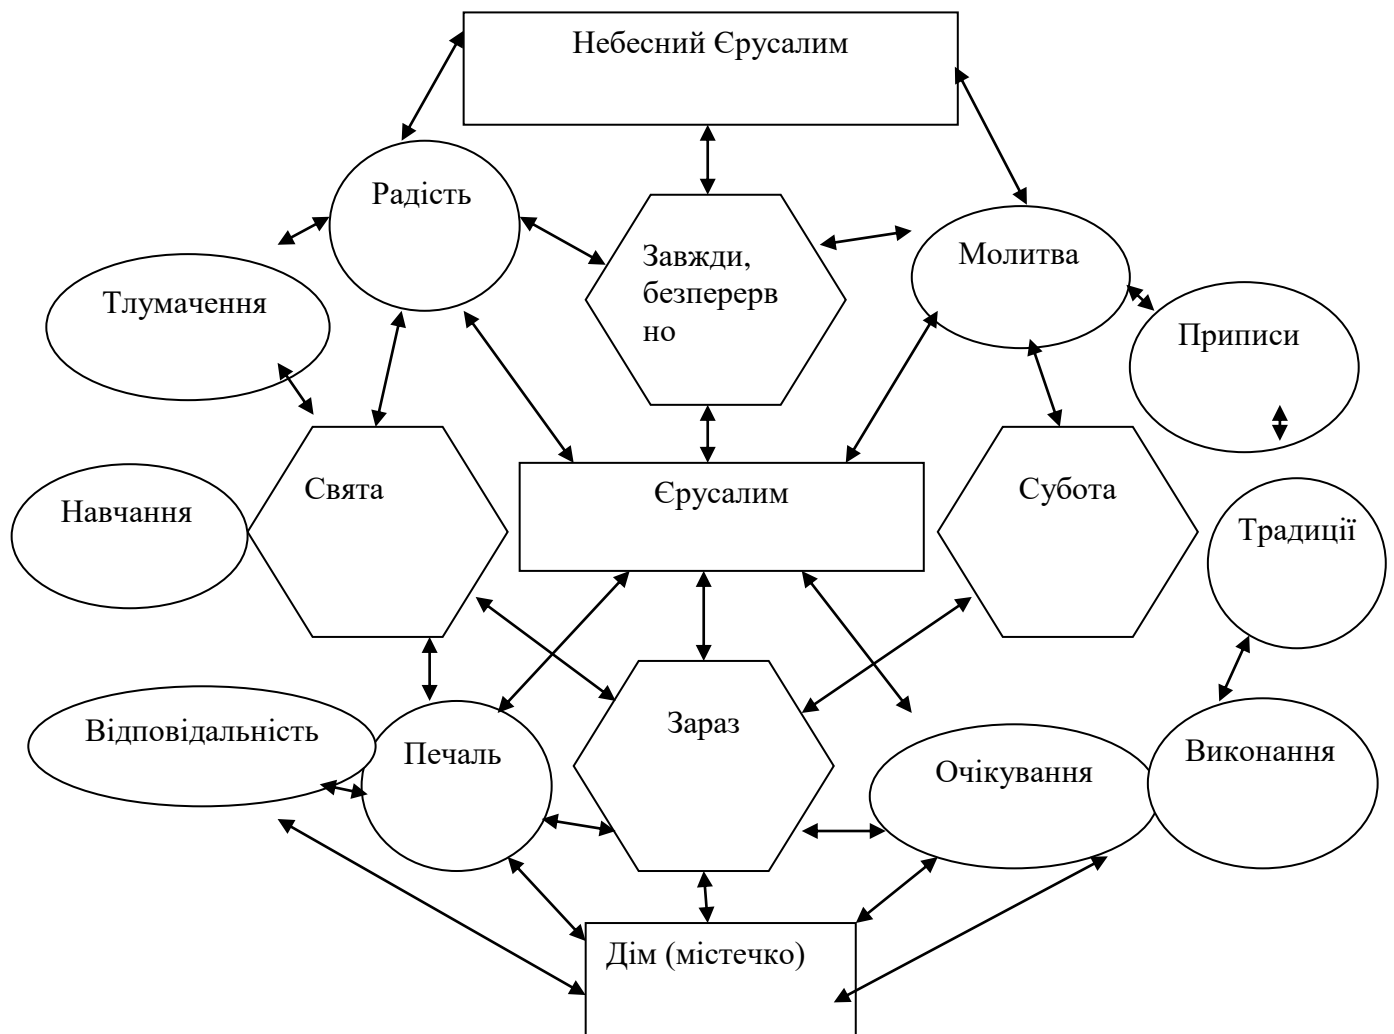 Небесний Єрусалим
Радість
Завжди,
безперерв
но
Молитва
Тлумачення
Приписи
Свята
Єрусалим
Субота
Навчання
Традиції
Відповідальність
Печаль
Зараз
Очікування
Виконання
Дім (містечко)